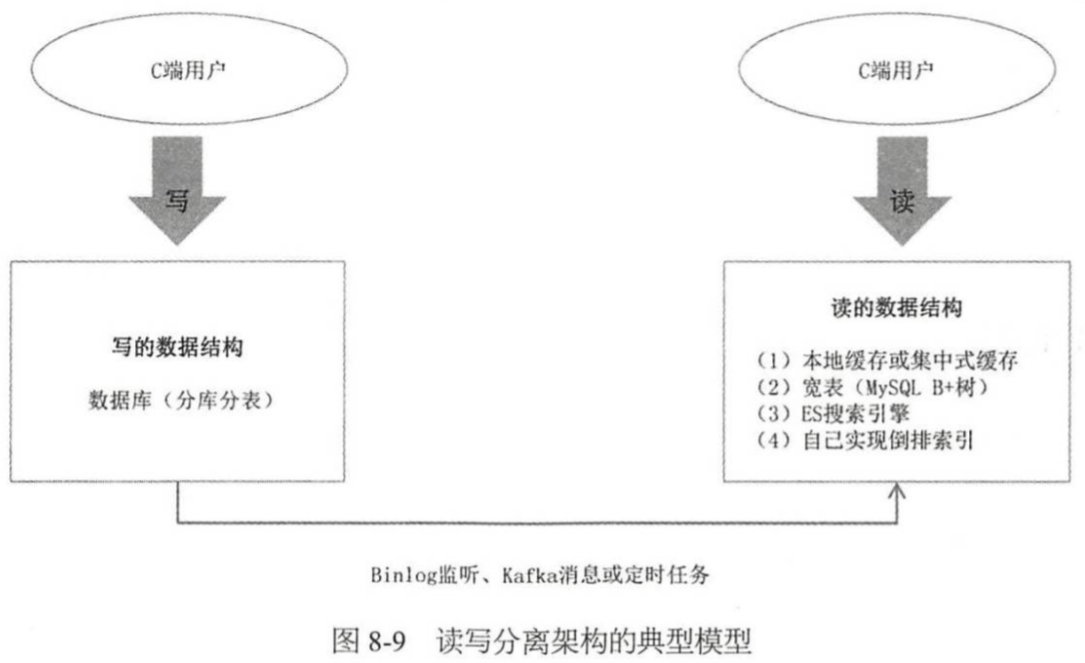 C端用户
C端用户
写
读
写的数据结构
数据库（分库分表）
读的数据结构
（1）本地缓存或集中式缓存
（2）宽表（MySQL B+树）
（3）ES搜索引擎
（4）自己实现倒排索引
Binlog监听、Kafka消息或定时任务
图 8-9 读写分离架构的典型模型